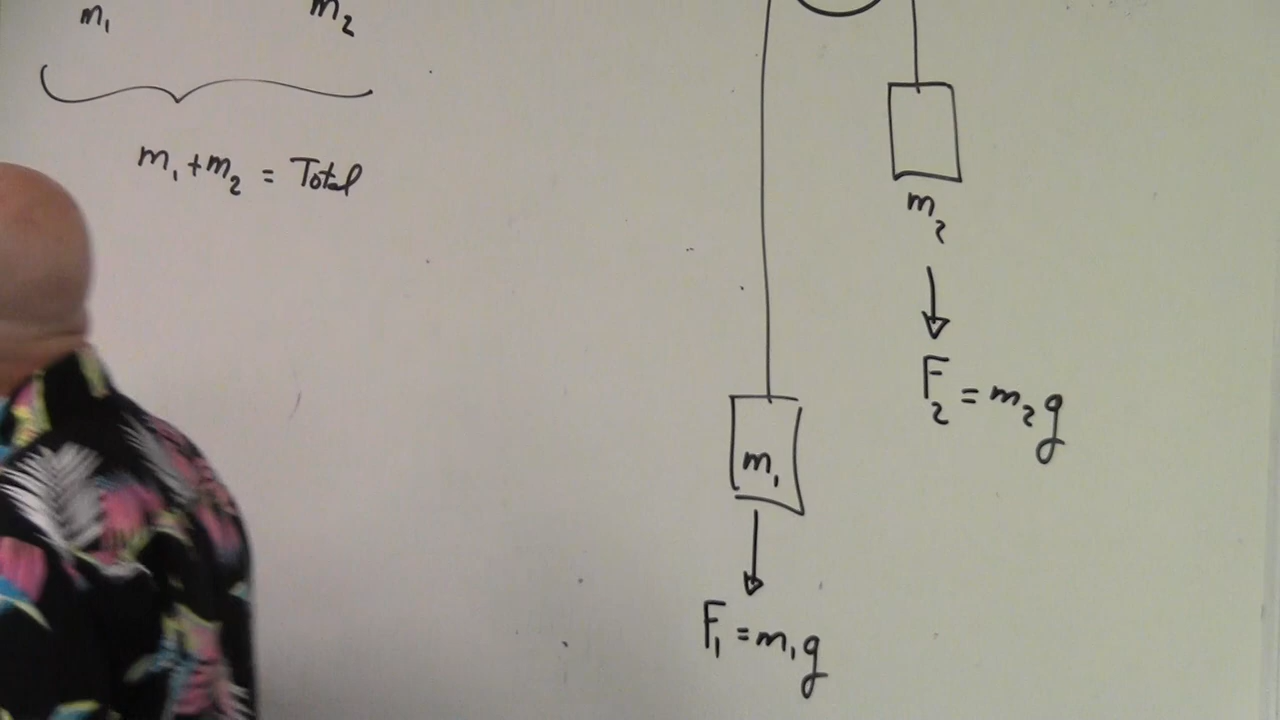 m₁ m₂
m₁+m₂ = Total
m₂
F₂ = m₂g
m₁
F₁ = m₁g